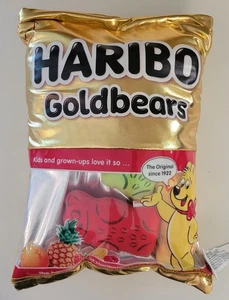 HARIBO
Goldbears
Kids and grown-ups love it so ...
The Original
since 1922